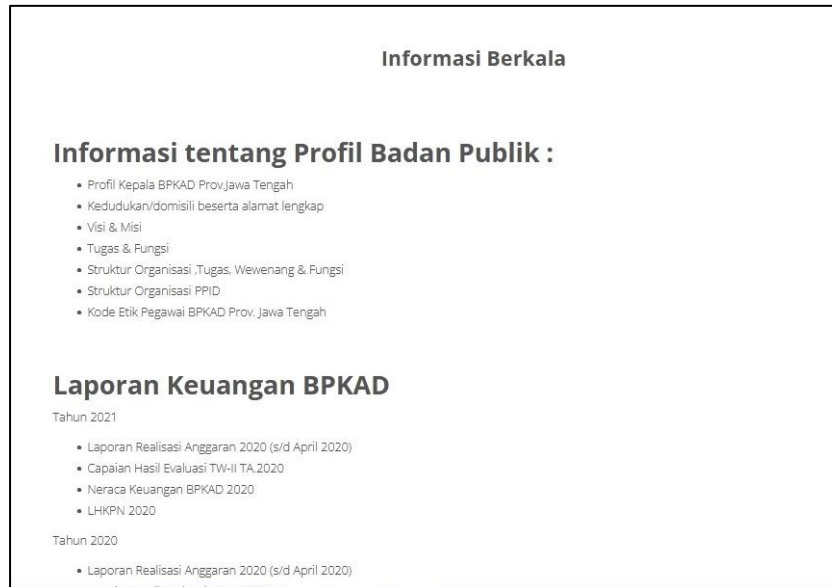 Informasi Berkala
Informasi tentang Profil Badan Publik :
• Profil Kepala BPKAD Prov.Jawa Tengah
• Kedudukan/domisili beserta alamat lengkap
• Visi & Misi
• Tugas & Fungsi
• Struktur Organisasi ,Tugas, Wewenang & Fungsi
• Struktur Organisasi PPID
• Kode Etik Pegawai BPKAD Prov. Jawa Tengah
Laporan Keuangan BPKAD
Tahun 2021
• Laporan Realisasi Anggaran 2020 (s/d April 2020)
• Capaian Hasil Evaluasi TW-II TA.2020
• Neraca Keuangan BPKAD 2020
• LHKPN 2020
Tahun 2020
• Laporan Realisasi Anggaran 2020 (s/d April 2020)